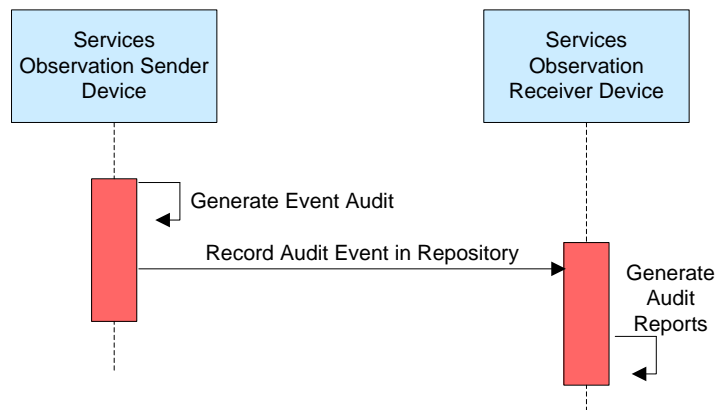 Services
Observation Sender
Device
Services
Observation
Receiver Device
Generate Event Audit
Record Audit Event in Repository
Generate
Audit
Reports